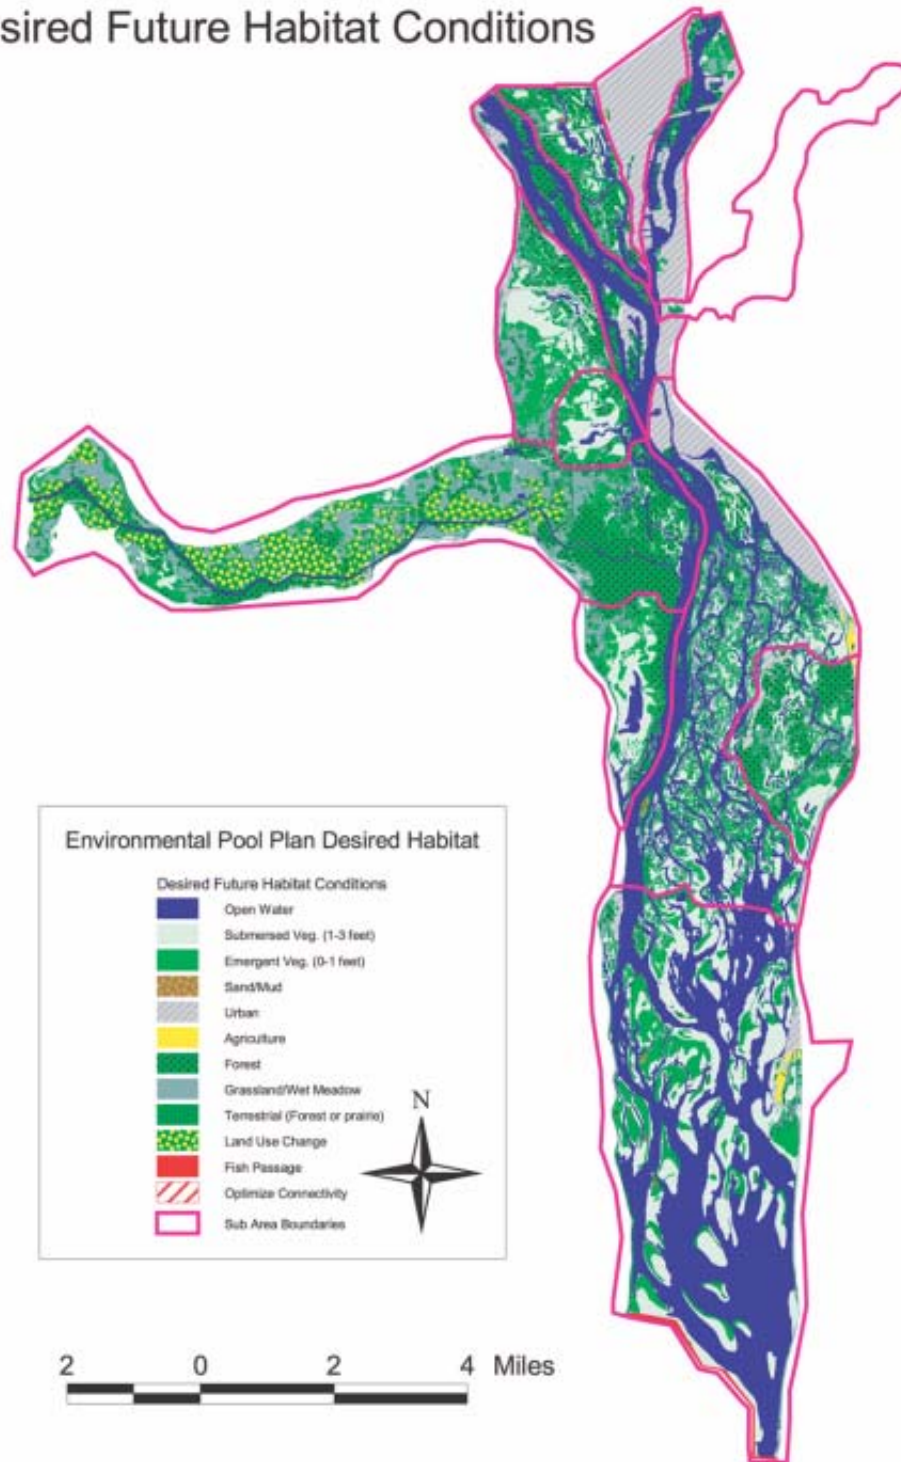 sired Future Habitat Conditions
Environmental Pool Plan Desired Habitat
Desired Future Habitat Conditions
Open Water
Submersed Veg. (1-3 feet)
Emergent Veg. (0-1 feet)
Sand/Mud
Urban
Agriculture
Forest
Grassland/Wet Meadow
Terrestrial (Forest or prairie)
Land Use Change
Fish Passage
Optimize Connectivity
Sub Area Boundaries
N
2 0 2 4 Miles